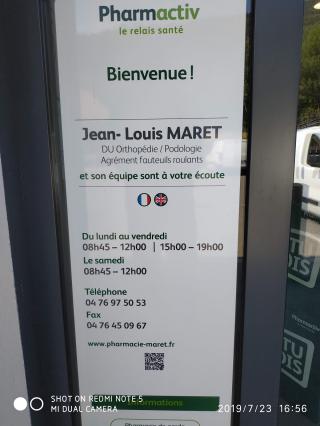 Pharmactiv
le relais santé
Bienvenue !
Jean- Louis MARET
DU Orthopédie / Podologie
Agrément fauteuils roulants
et son équipe sont à votre écoute
Du lundi au vendredi
08h45 – 12h00 | 15h00 – 19h00
Le samedi
08h45 – 12h00
Téléphone
04 76 97 50 53
Fax
04 76 45 09 67
www.pharmacie-maret.fr
Informations
SHOT ON REDMI NOTE 5
MI DUAL CAMERA
2019/7/23 16:56